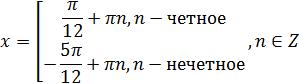 x = [ π/12 + πn, n − четное
−5π/12 + πn, n − нечетное , n ∈ Z